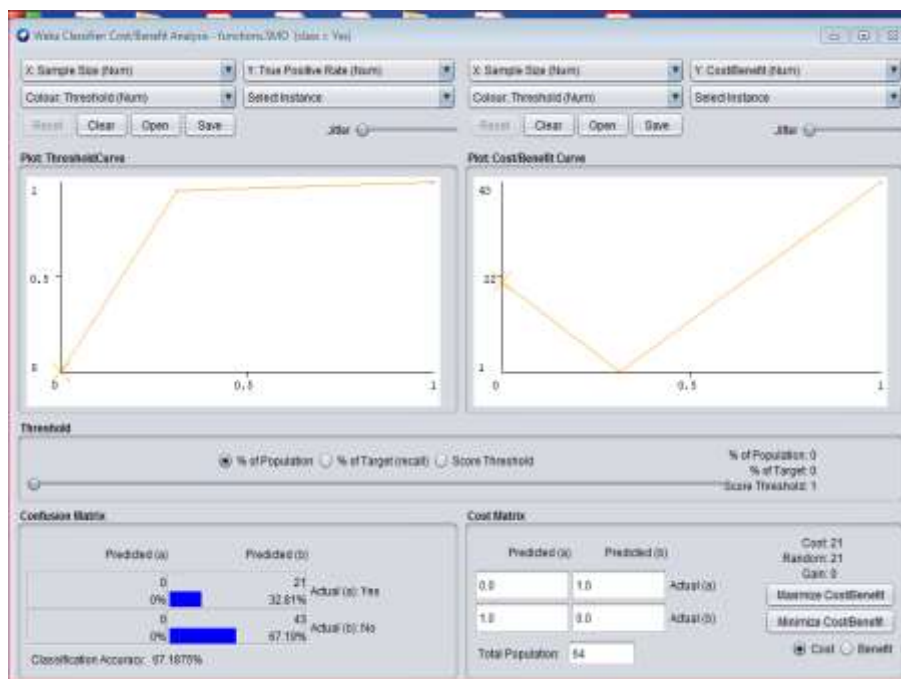 Weka Classifier: Cost/Benefit Analysis - functions.SMO (class = Yes)
X: Sample Size (Num)
Y: True Positive Rate (Num)
X: Sample Size (Num)
Y: Cost/Benefit (Num)
Colour: Threshold (Num)
Select Instance
Colour: Threshold (Num)
Select Instance
Reset Clear Open Save Jitter
Reset Clear Open Save Jitter
Plot: ThresholdCurve
Plot: Cost/Benefit Curve
1
0.5
0
0 0.5 1
43
22
1
0 0.5 1
Threshold
% of Population % of Target (recall) Score Threshold
% of Population: 0
% of Target: 0
Score Threshold: 1
Confusion Matrix
Predicted (a) Predicted (b)
0 21
0% 32.81% Actual (a): Yes
0 43
0% 67.19% Actual (b): No
Classification Accuracy: 67.1875%
Cost Matrix
Predicted (a) Predicted (b)
0.0 1.0 Actual (a)
1.0 0.0 Actual (b)
Total Population: 64
Cost: 21
Random: 21
Gain: 0
Maximize Cost/Benefit
Minimize Cost/Benefit
Cost Benefit